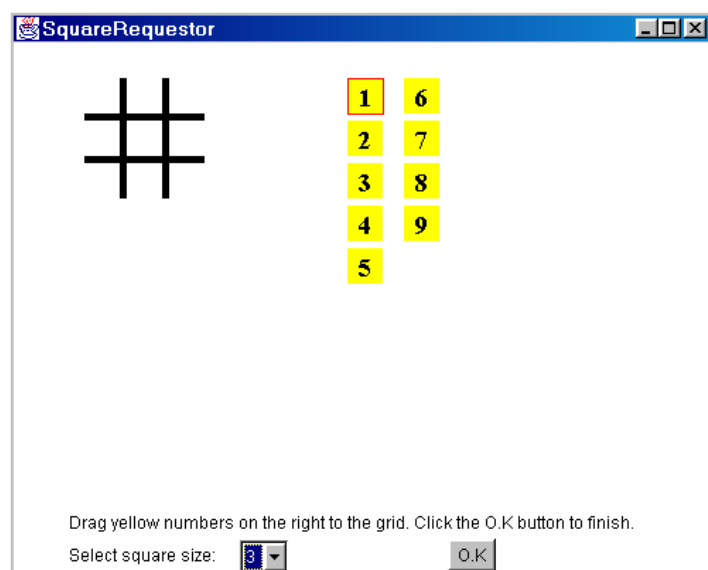 SquareRequestor
1 6
2 7
3 8
4 9
5
Drag yellow numbers on the right to the grid. Click the O.K button to finish.
Select square size: 3 O.K